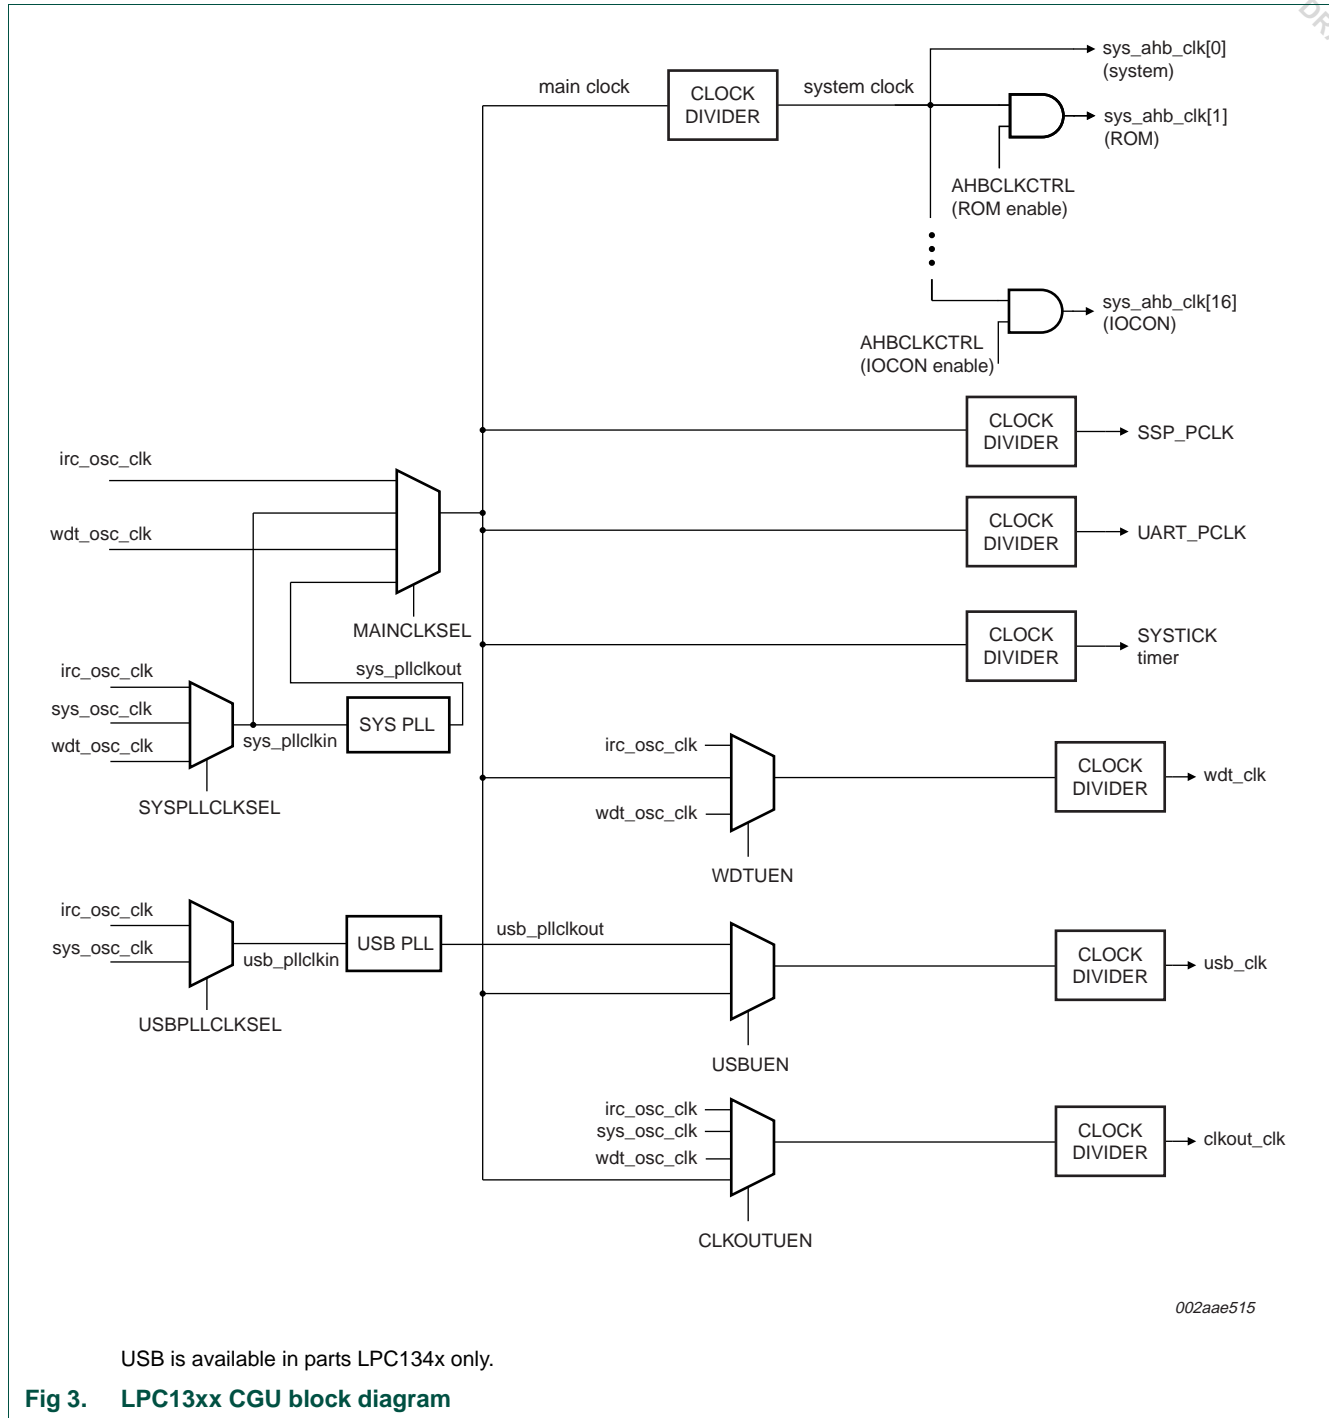 sys_ahb_clk[0]
(system)
main clock
CLOCK
DIVIDER
system clock
sys_ahb_clk[1]
(ROM)
AHBCLKCTRL
(ROM enable)
sys_ahb_clk[16]
(IOCON)
AHBCLKCTRL
(IOCON enable)
CLOCK
DIVIDER
SSP_PCLK
irc_osc_clk
wdt_osc_clk
CLOCK
DIVIDER
UART_PCLK
MAINCLKSEL
CLOCK
DIVIDER
SYSTICK
timer
irc_osc_clk
sys_osc_clk
wdt_osc_clk
sys_pllclkout
SYS PLL
sys_pllclkin
SYSPLLCLKSEL
irc_osc_clk
wdt_osc_clk
WDTUEN
CLOCK
DIVIDER
wdt_clk
irc_osc_clk
sys_osc_clk
usb_pllclkin
USB PLL
usb_pllclkout
USBPLLCLKSEL
USBUEN
CLOCK
DIVIDER
usb_clk
irc_osc_clk
sys_osc_clk
wdt_osc_clk
CLKOUTUEN
CLOCK
DIVIDER
clkout_clk
002aae515
USB is available in parts LPC134x only.
Fig 3. LPC13xx CGU block diagram